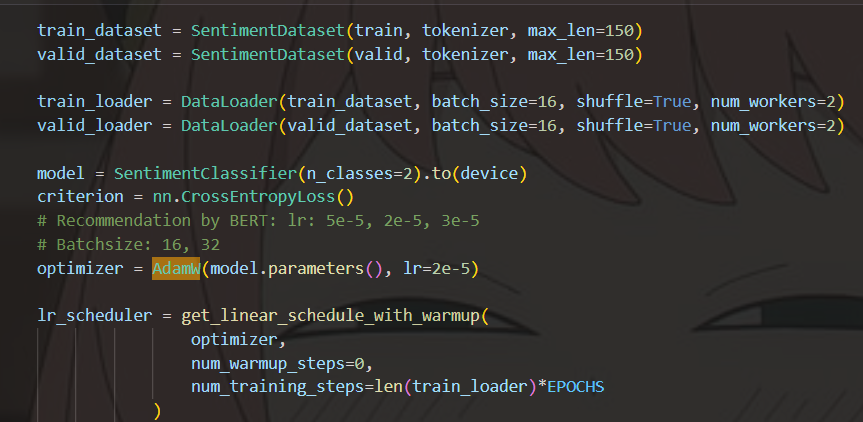 train_dataset = SentimentDataset(train, tokenizer, max_len=150)
valid_dataset = SentimentDataset(valid, tokenizer, max_len=150)
train_loader = DataLoader(train_dataset, batch_size=16, shuffle=True, num_workers=2)
valid_loader = DataLoader(valid_dataset, batch_size=16, shuffle=True, num_workers=2)
model = SentimentClassifier(n_classes=2).to(device)
criterion = nn.CrossEntropyLoss()
# Recommendation by BERT: lr: 5e-5, 2e-5, 3e-5
# Batchsize: 16, 32
optimizer = AdamW(model.parameters(), lr=2e-5)
lr_scheduler = get_linear_schedule_with_warmup(
optimizer,
num_warmup_steps=0,
num_training_steps=len(train_loader)*EPOCHS
)